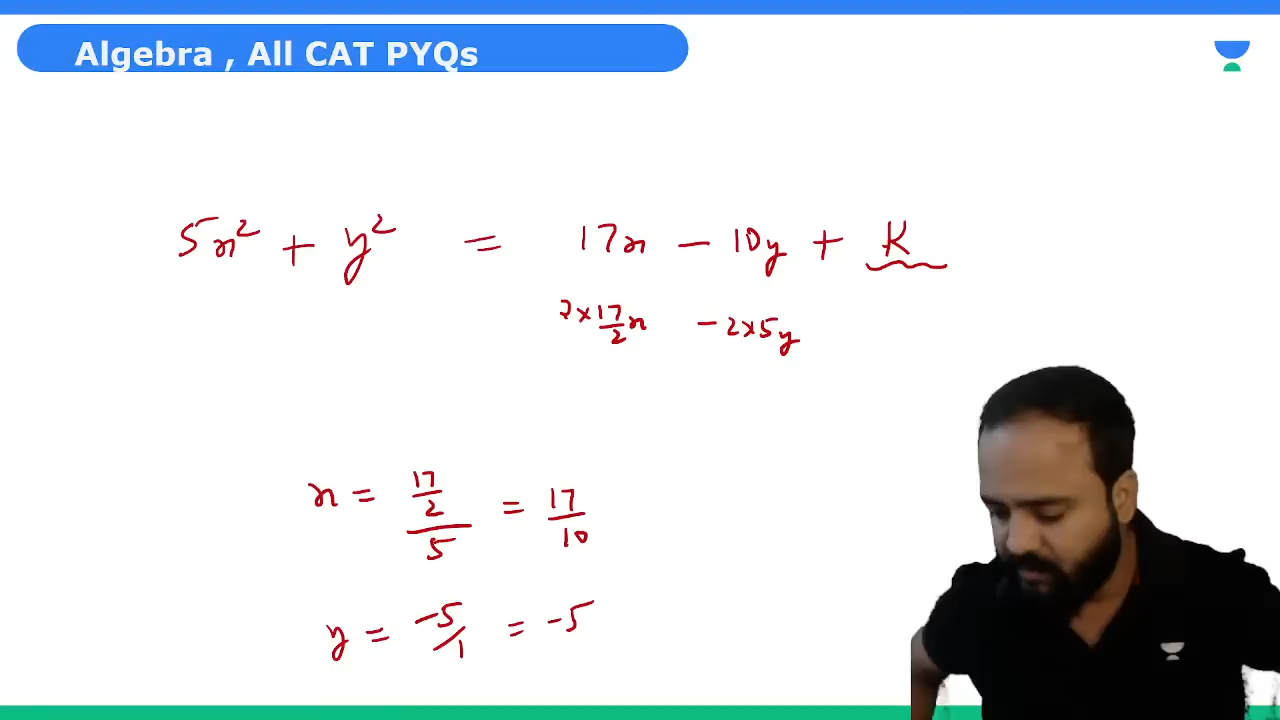 Algebra , All CAT PYQs
5x² + y² = 17x − 10y + K
2×17/2 x − 2×5y
x = (17/2)/5 = 17/10
y = −5/1 = −5